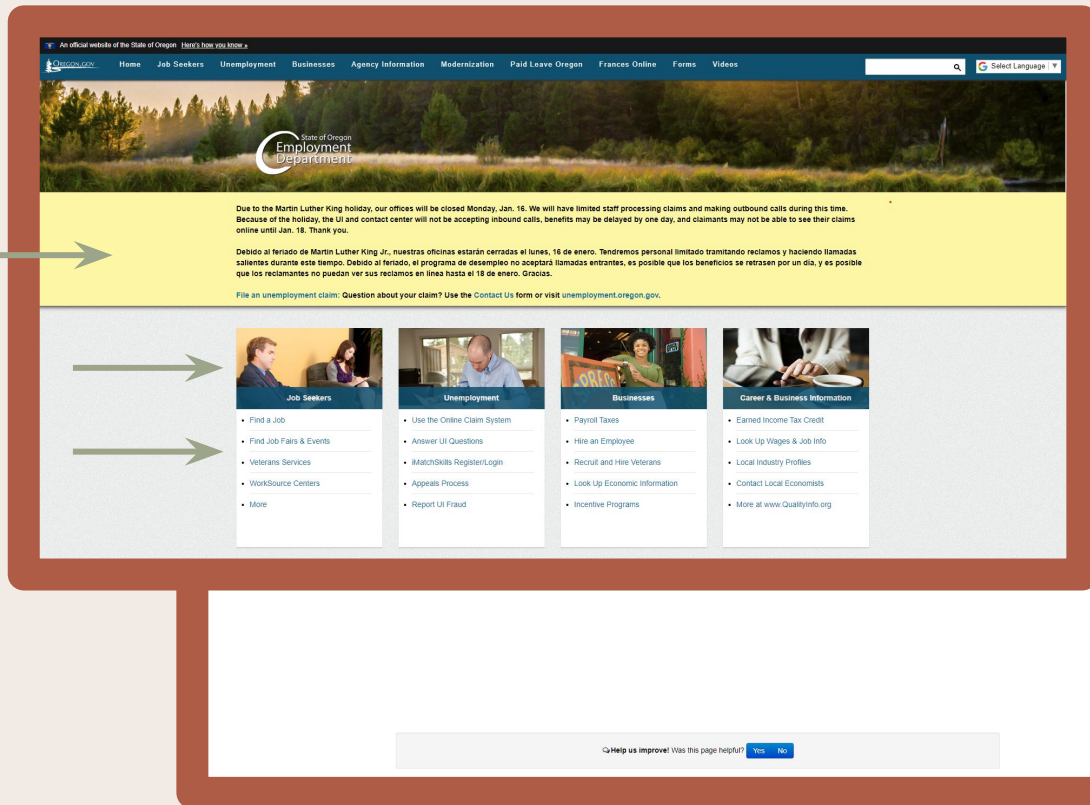 An official website of the State of Oregon Here's how you know »
OREGON.GOV Home Job Seekers Unemployment Businesses Agency Information Modernization Paid Leave Oregon Frances Online Forms Videos Select Language ▼
State of Oregon
Employment
Department
Due to the Martin Luther King holiday, our offices will be closed Monday, Jan. 16. We will have limited staff processing claims and making outbound calls during this time.
Because of the holiday, the UI and contact center will not be accepting inbound calls, benefits may be delayed by one day, and claimants may not be able to see their claims
online until Jan. 18. Thank you.
Debido al feriado de Martin Luther King Jr., nuestras oficinas estarán cerradas el lunes, 16 de enero. Tendremos personal limitado tramitando reclamos y haciendo llamadas
salientes durante este tiempo. Debido al feriado, el programa de desempleo no aceptará llamadas entrantes, es posible que los beneficios se retrasen por un día, y es posible
que los reclamantes no puedan ver sus reclamos en línea hasta el 18 de enero. Gracias.
File an unemployment claim: Question about your claim? Use the Contact Us form or visit unemployment.oregon.gov.
Job Seekers
• Find a Job
• Find Job Fairs & Events
• Veterans Services
• WorkSource Centers
• More
Unemployment
• Use the Online Claim System
• Answer UI Questions
• iMatchSkills Register/Login
• Appeals Process
• Report UI Fraud
Businesses
• Payroll Taxes
• Hire an Employee
• Recruit and Hire Veterans
• Look Up Economic Information
• Incentive Programs
Career & Business Information
• Earned Income Tax Credit
• Look Up Wages & Job Info
• Local Industry Profiles
• Contact Local Economists
• More at www.QualityInfo.org
Help us improve! Was this page helpful? Yes No